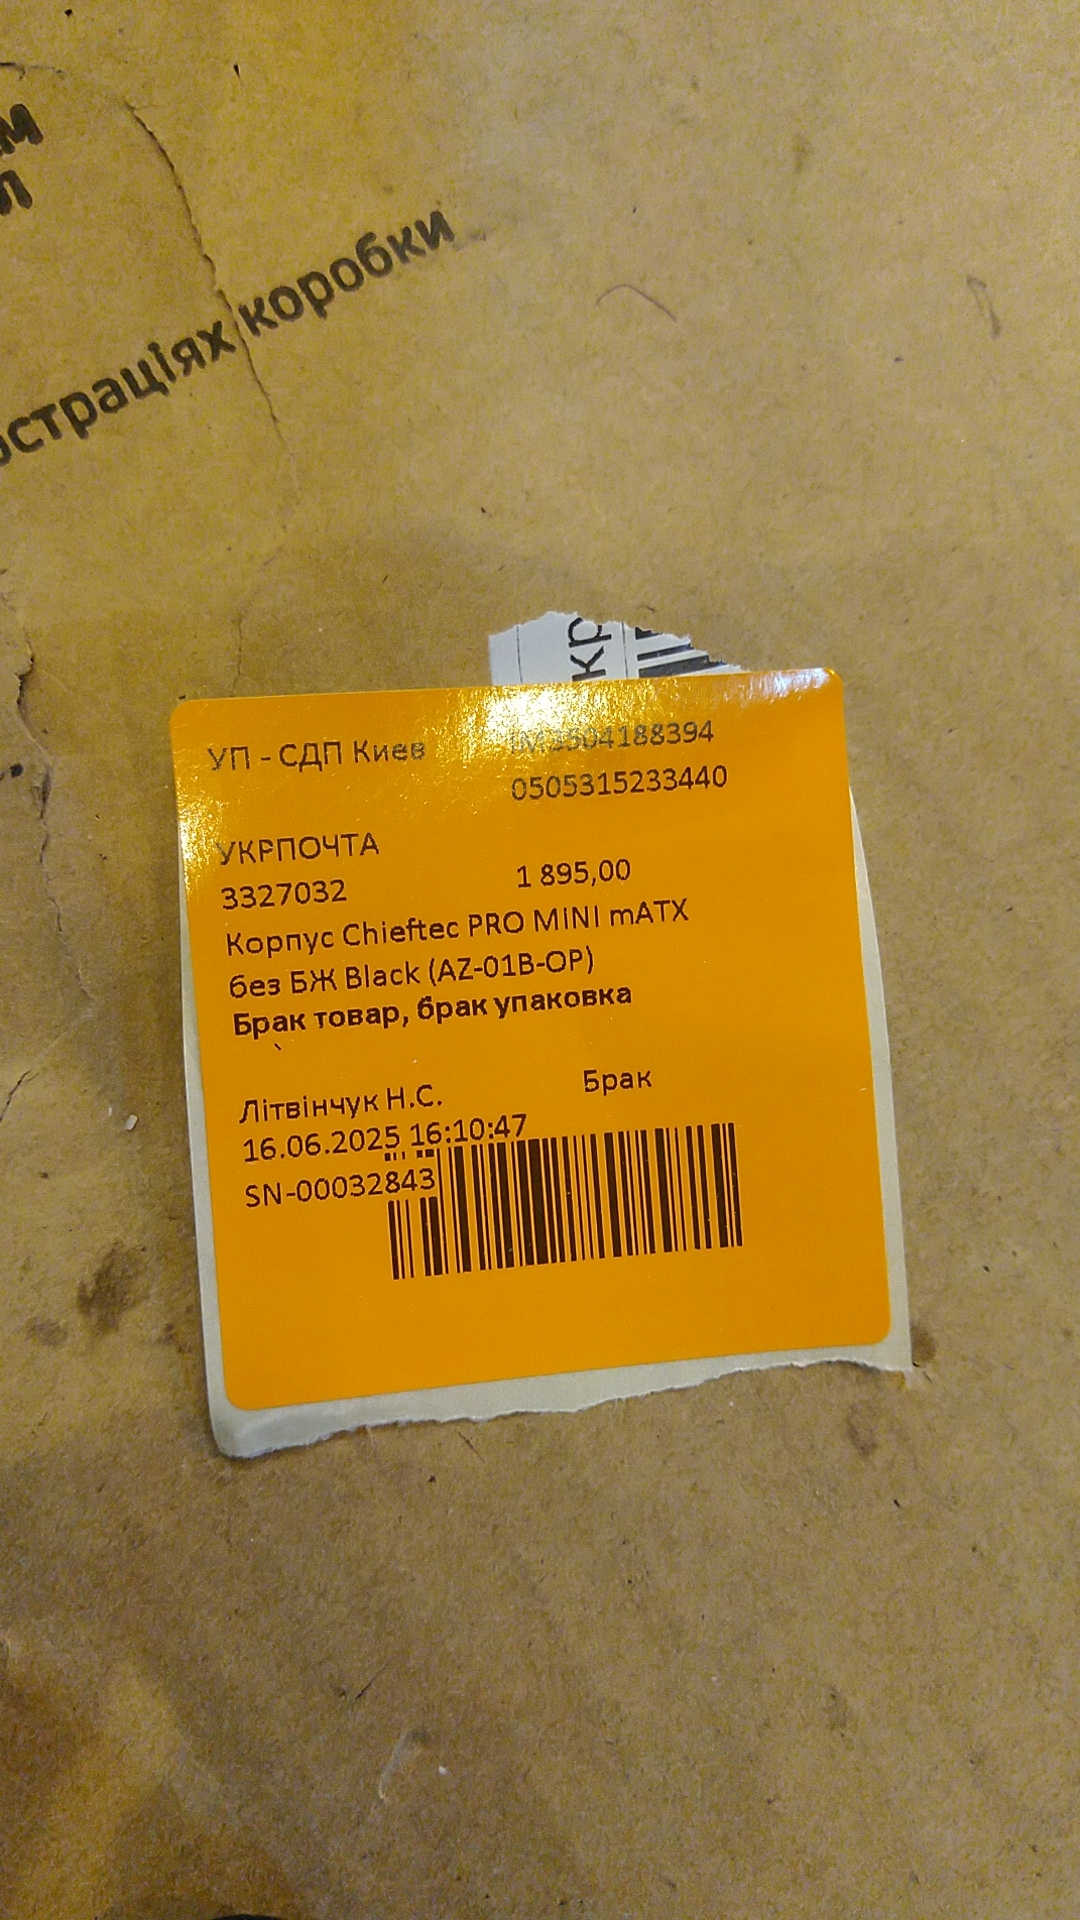 коробки
УП - СДП Киев
0505315233440
УКРПОЧТА
3327032 1 895,00
Корпус Chieftec PRO MINI mATX
без БЖ Black (AZ-01B-OP)
Брак товар, брак упаковка
Літвінчук Н.С. Брак
16.06.2025 16:10:47
SN-00032843